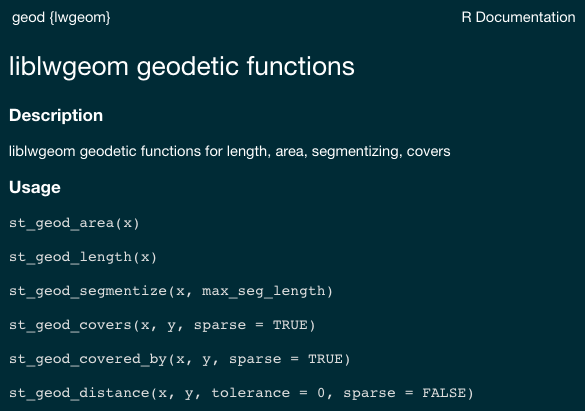 geod {lwgeom} R Documentation
liblwgeom geodetic functions
Description
liblwgeom geodetic functions for length, area, segmentizing, covers
Usage
st_geod_area(x)
st_geod_length(x)
st_geod_segmentize(x, max_seg_length)
st_geod_covers(x, y, sparse = TRUE)
st_geod_covered_by(x, y, sparse = TRUE)
st_geod_distance(x, y, tolerance = 0, sparse = FALSE)